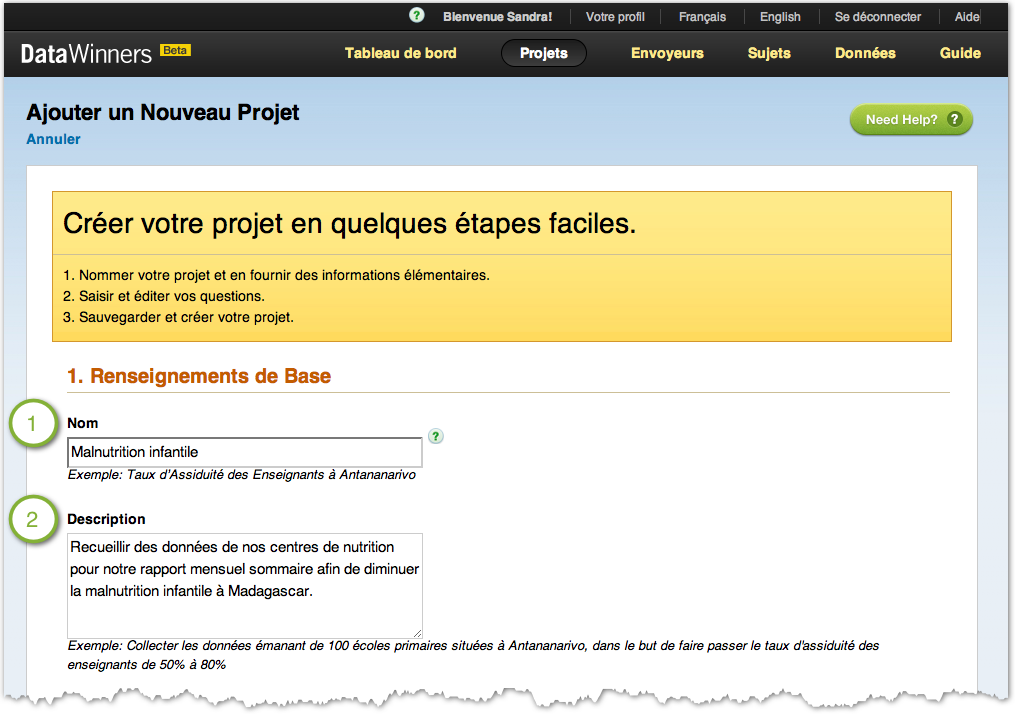 ? Bienvenue Sandra! Votre profil Français English Se déconnecter Aide
DataWinners Beta Tableau de bord Projets Envoyeurs Sujets Données Guide
Ajouter un Nouveau Projet
Need Help? ?
Annuler
Créer votre projet en quelques étapes faciles.
1. Nommer votre projet et en fournir des informations élémentaires.
2. Saisir et éditer vos questions.
3. Sauvegarder et créer votre projet.
1. Renseignements de Base
1 Nom
?
Malnutrition infantile
Exemple: Taux d'Assiduité des Enseignants à Antananarivo
2 Description
Recueillir des données de nos centres de nutrition
pour notre rapport mensuel sommaire afin de diminuer
la malnutrition infantile à Madagascar.
Exemple: Collecter les données émanant de 100 écoles primaires situées à Antananarivo, dans le but de faire passer le taux d'assiduité des
enseignants de 50% à 80%